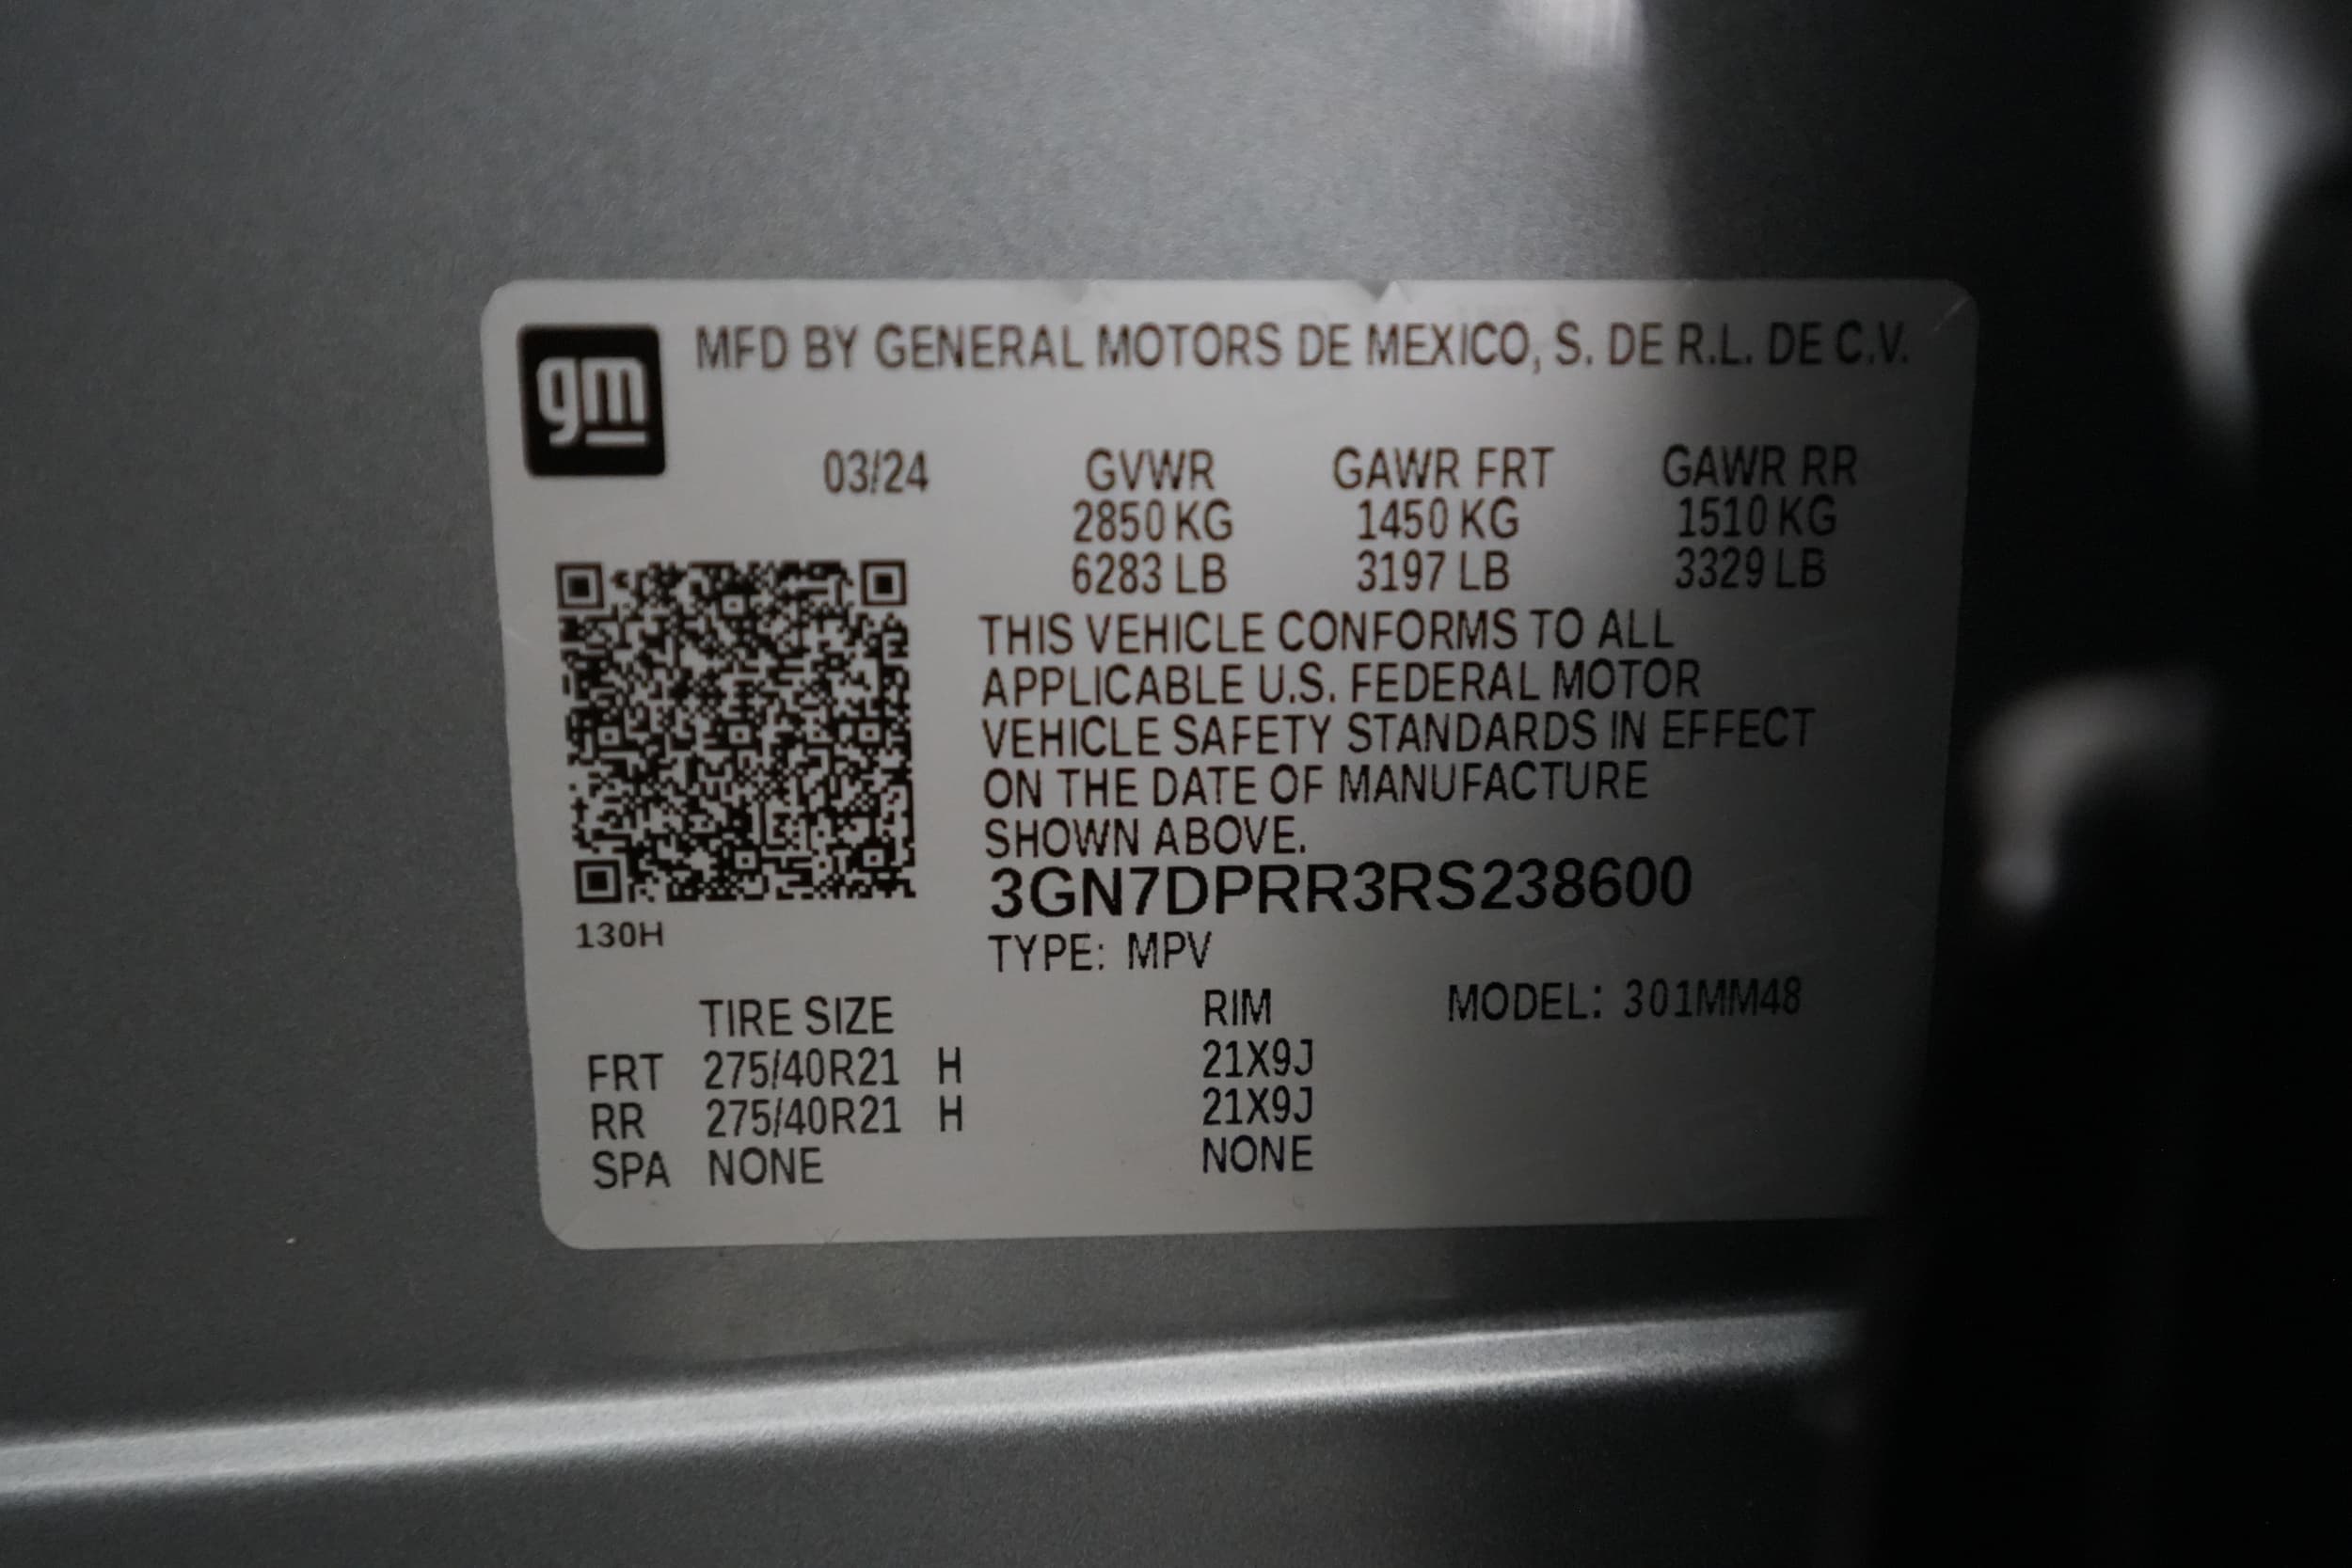 gm
MFD BY GENERAL MOTORS DE MEXICO, S. DE R.L. DE C.V.
03/24 GVWR GAWR FRT GAWR RR
2850 KG 1450 KG 1510 KG
6283 LB 3197 LB 3329 LB
THIS VEHICLE CONFORMS TO ALL
APPLICABLE U.S. FEDERAL MOTOR
VEHICLE SAFETY STANDARDS IN EFFECT
ON THE DATE OF MANUFACTURE
SHOWN ABOVE.
3GN7DPRR3RS238600
130H
TYPE: MPV
TIRE SIZE RIM MODEL: 301MM48
FRT 275/40R21 H 21X9J
RR 275/40R21 H 21X9J
SPA NONE NONE